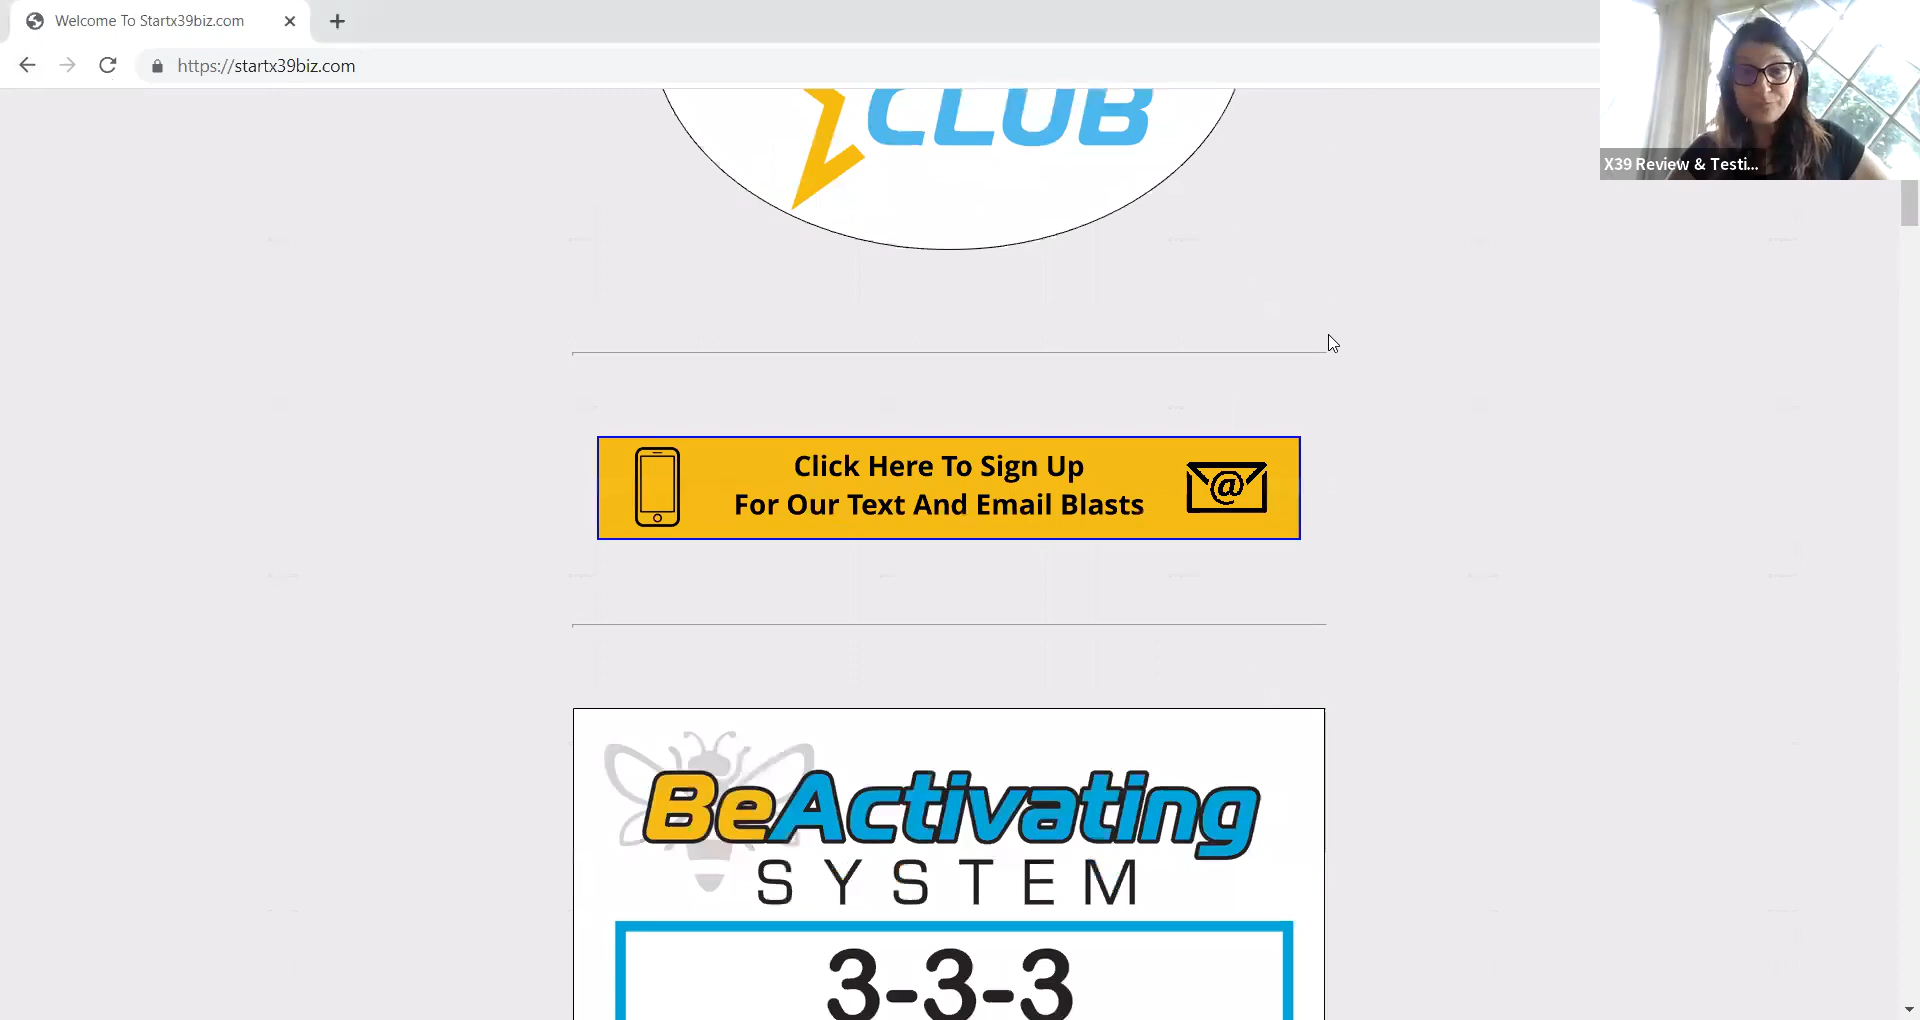 Welcome To Startx39biz.com
https://startx39biz.com
X39 Review & Testi...
CLUB
Click Here To Sign Up
For Our Text And Email Blasts
@
BeActivating
SYSTEM
3-3-3